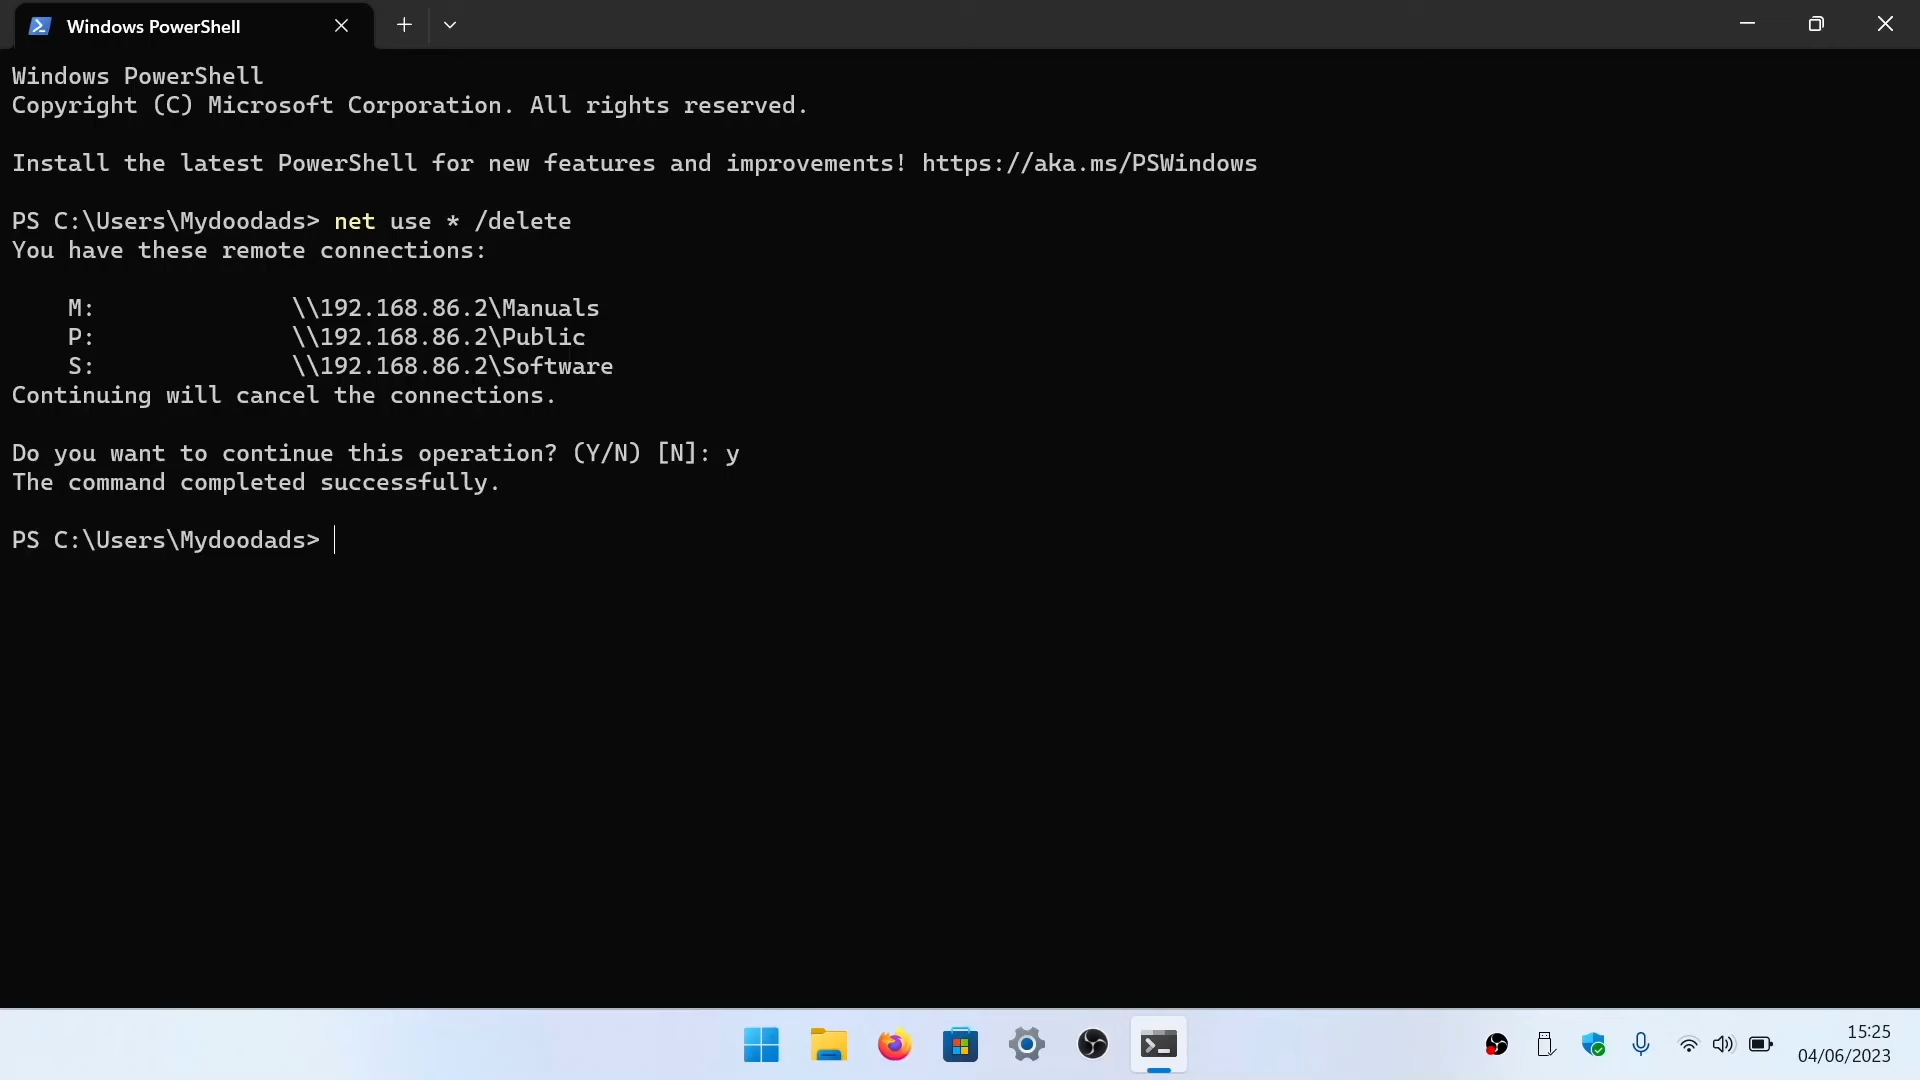 Windows PowerShell
Windows PowerShell
Copyright (C) Microsoft Corporation. All rights reserved.
Install the latest PowerShell for new features and improvements! https://aka.ms/PSWindows
PS C:\Users\Mydoodads> net use * /delete
You have these remote connections:
M: \\192.168.86.2\Manuals
P: \\192.168.86.2\Public
S: \\192.168.86.2\Software
Continuing will cancel the connections.
Do you want to continue this operation? (Y/N) [N]: y
The command completed successfully.
PS C:\Users\Mydoodads>
15:25
04/06/2023